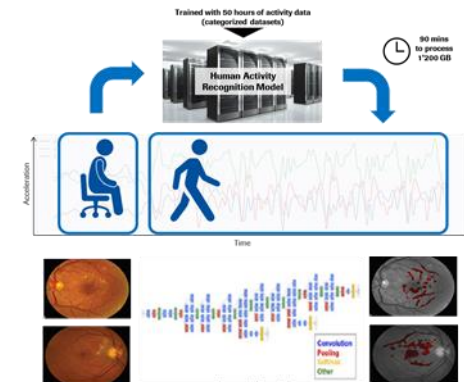 Trained with 50 hours of activity data
(categorized datasets)
90 mins
to process
1'200 GB
Human Activity
Recognition Model
Acceleration
Time
Convolution
Pooling
Softmax
Other